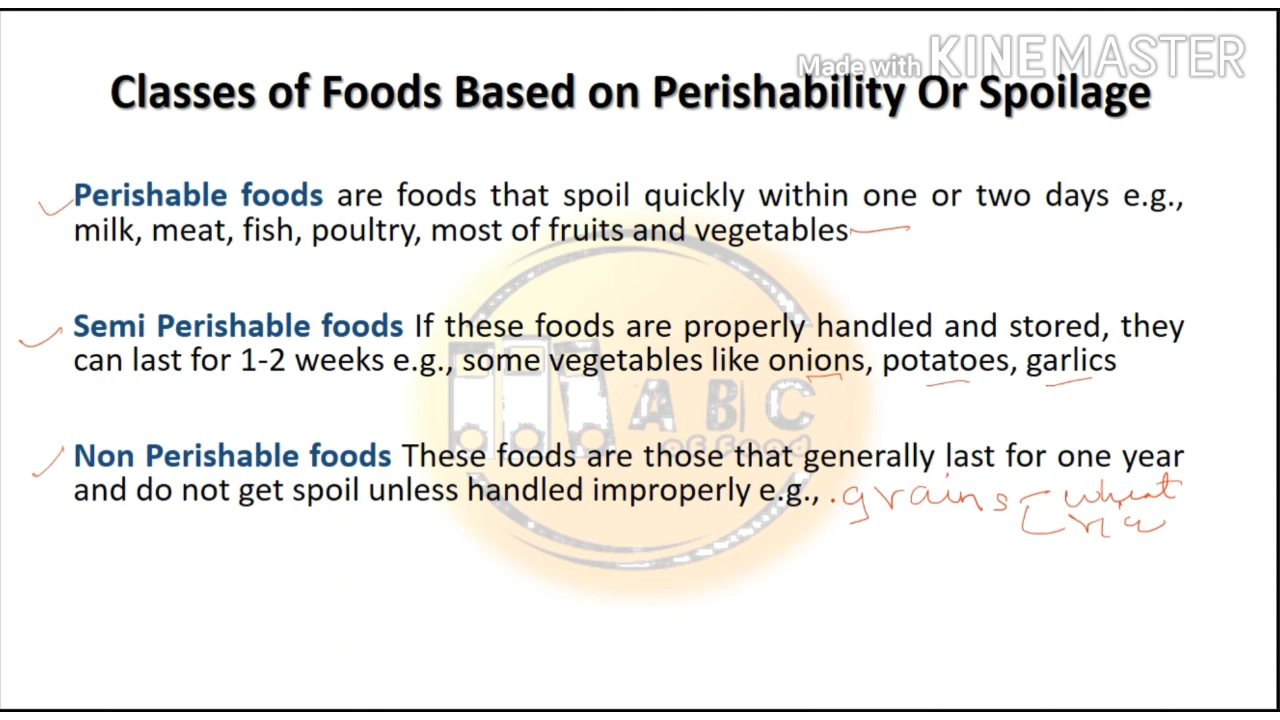 Made with KINEMASTER
Classes of Foods Based on Perishability Or Spoilage
Perishable foods are foods that spoil quickly within one or two days e.g.,
milk, meat, fish, poultry, most of fruits and vegetables
Semi Perishable foods If these foods are properly handled and stored, they
can last for 1-2 weeks e.g., some vegetables like onions, potatoes, garlics
ABC
of food
Non Perishable foods These foods are those that generally last for one year
and do not get spoil unless handled improperly e.g., . grains wheat